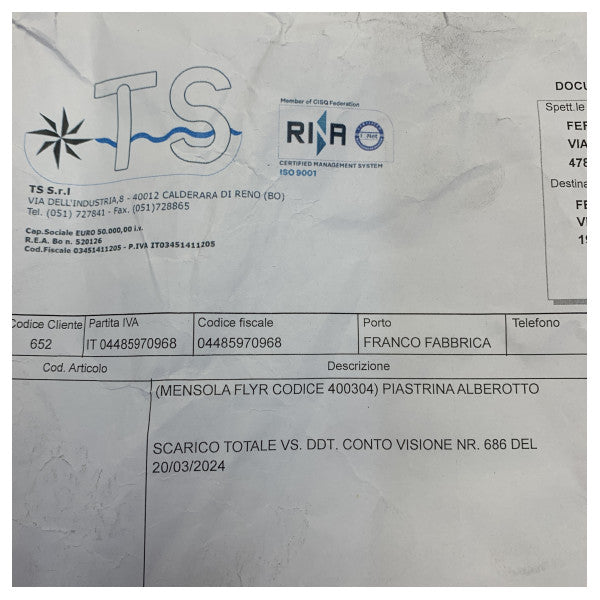 TS
Member of CISQ Federation
RINA
CERTIFIED MANAGEMENT SYSTEM
ISO 9001
DOCU
Spett.le
FER
VIA
478
Destina
FE
VI
19
TS S.r.l
VIA DELL'INDUSTRIA,8 - 40012 CALDERARA DI RENO (BO)
Tel. (051) 727841 - Fax. (051)728865
Cap.Sociale EURO 50.000,00 i.v.
R.E.A. Bo n. 520126
Cod.Fiscale 03451411205 - P.IVA IT03451411205
Codice Cliente Partita IVA Codice fiscale Porto Telefono
652 IT 04485970968 04485970968 FRANCO FABBRICA
Cod. Articolo Descrizione
(MENSOLA FLYR CODICE 400304) PIASTRINA ALBEROTTO
SCARICO TOTALE VS. DDT. CONTO VISIONE NR. 686 DEL
20/03/2024